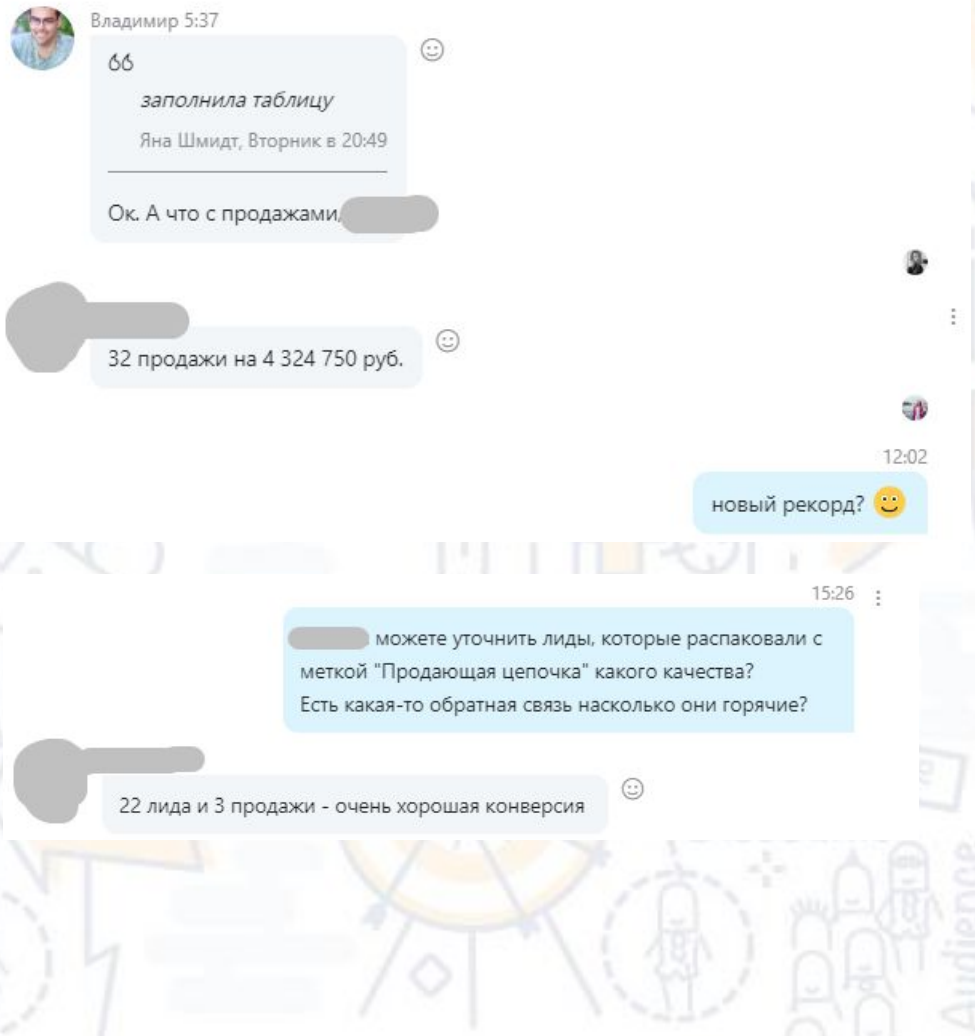 Владимир 5:37
заполнила таблицу
Яна Шмидт, Вторник в 20:49
Ок. А что с продажами,
32 продажи на 4 324 750 руб.
12:02
новый рекорд?
15:26
можете уточнить лиды, которые распаковали с
меткой "Продающая цепочка" какого качества?
Есть какая-то обратная связь насколько они горячие?
22 лида и 3 продажи - очень хорошая конверсия
Audience